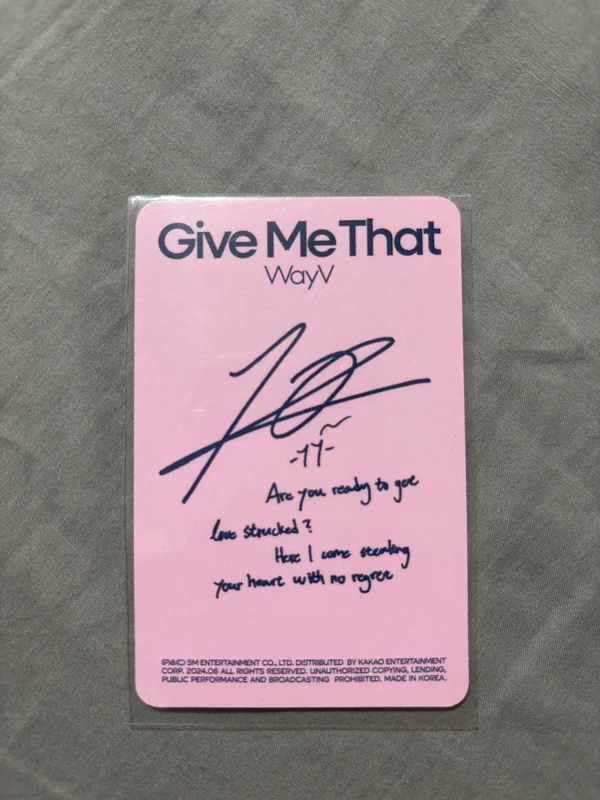 Give Me That
WayV
-YY-
Are you ready to get
love strucked?
Here I come stealing
your heart with no regret
(P&C) SM ENTERTAINMENT CO., LTD. DISTRIBUTED BY KAKAO ENTERTAINMENT
CORP. 2024.06 ALL RIGHTS RESERVED. UNAUTHORIZED COPYING, LENDING,
PUBLIC PERFORMANCE AND BROADCASTING PROHIBITED. MADE IN KOREA.